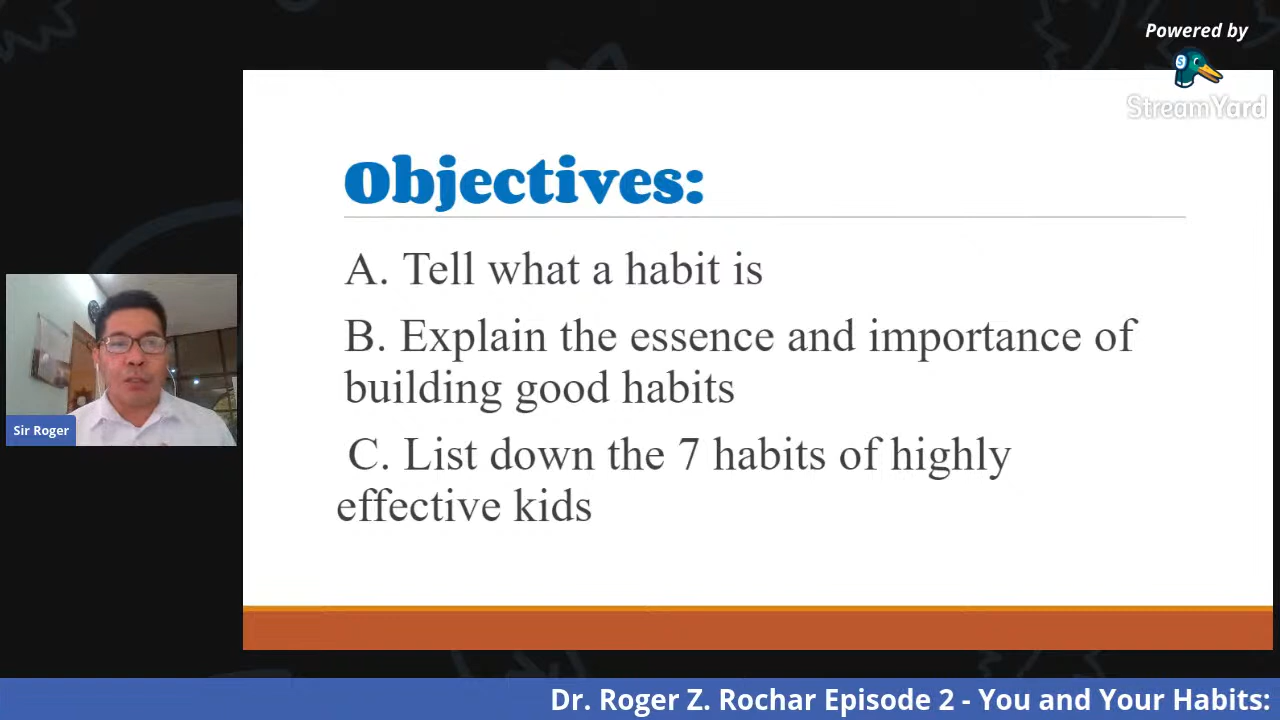 Powered by
StreamYard
Objectives:
A. Tell what a habit is
B. Explain the essence and importance of
building good habits
C. List down the 7 habits of highly
effective kids
Sir Roger
Dr. Roger Z. Rochar Episode 2 - You and Your Habits: